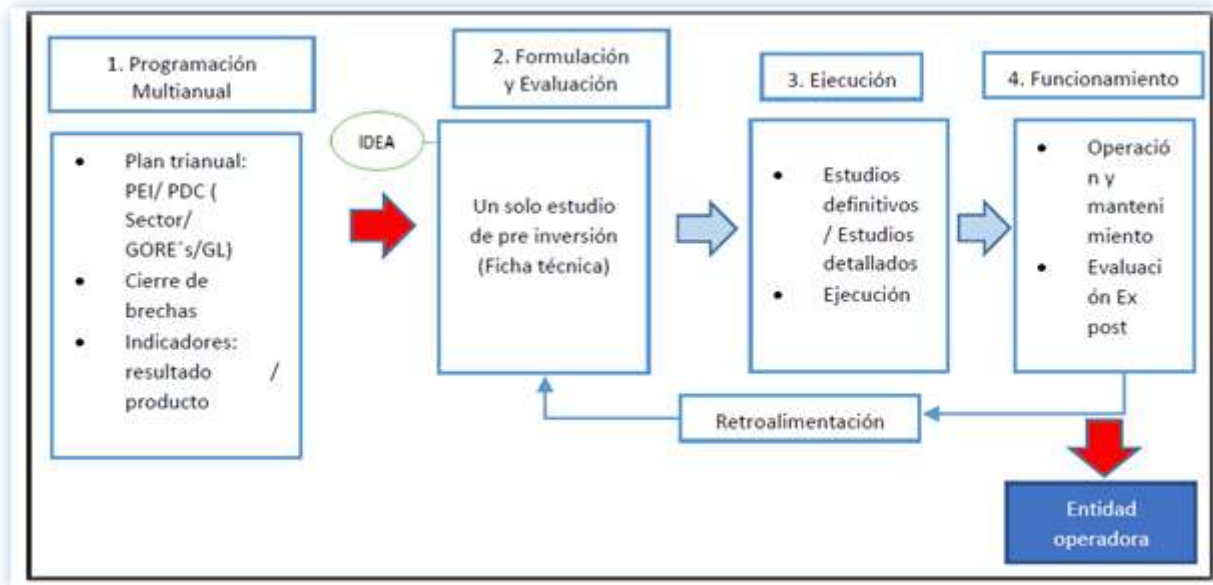 1. Programación
Multianual
2. Formulación
y Evaluación
3. Ejecución
4. Funcionamiento
• Plan trianual:
PEI/ PDC (
Sector/
GORE´s/GL)
• Cierre de
brechas
• Indicadores:
resultado /
producto
IDEA
Un solo estudio
de pre inversión
(Ficha técnica)
• Estudios
definitivos
/ Estudios
detallados
• Ejecución
• Operació
n y
manteni
miento
• Evaluaci
ón Ex
post
Retroalimentación
Entidad
operadora